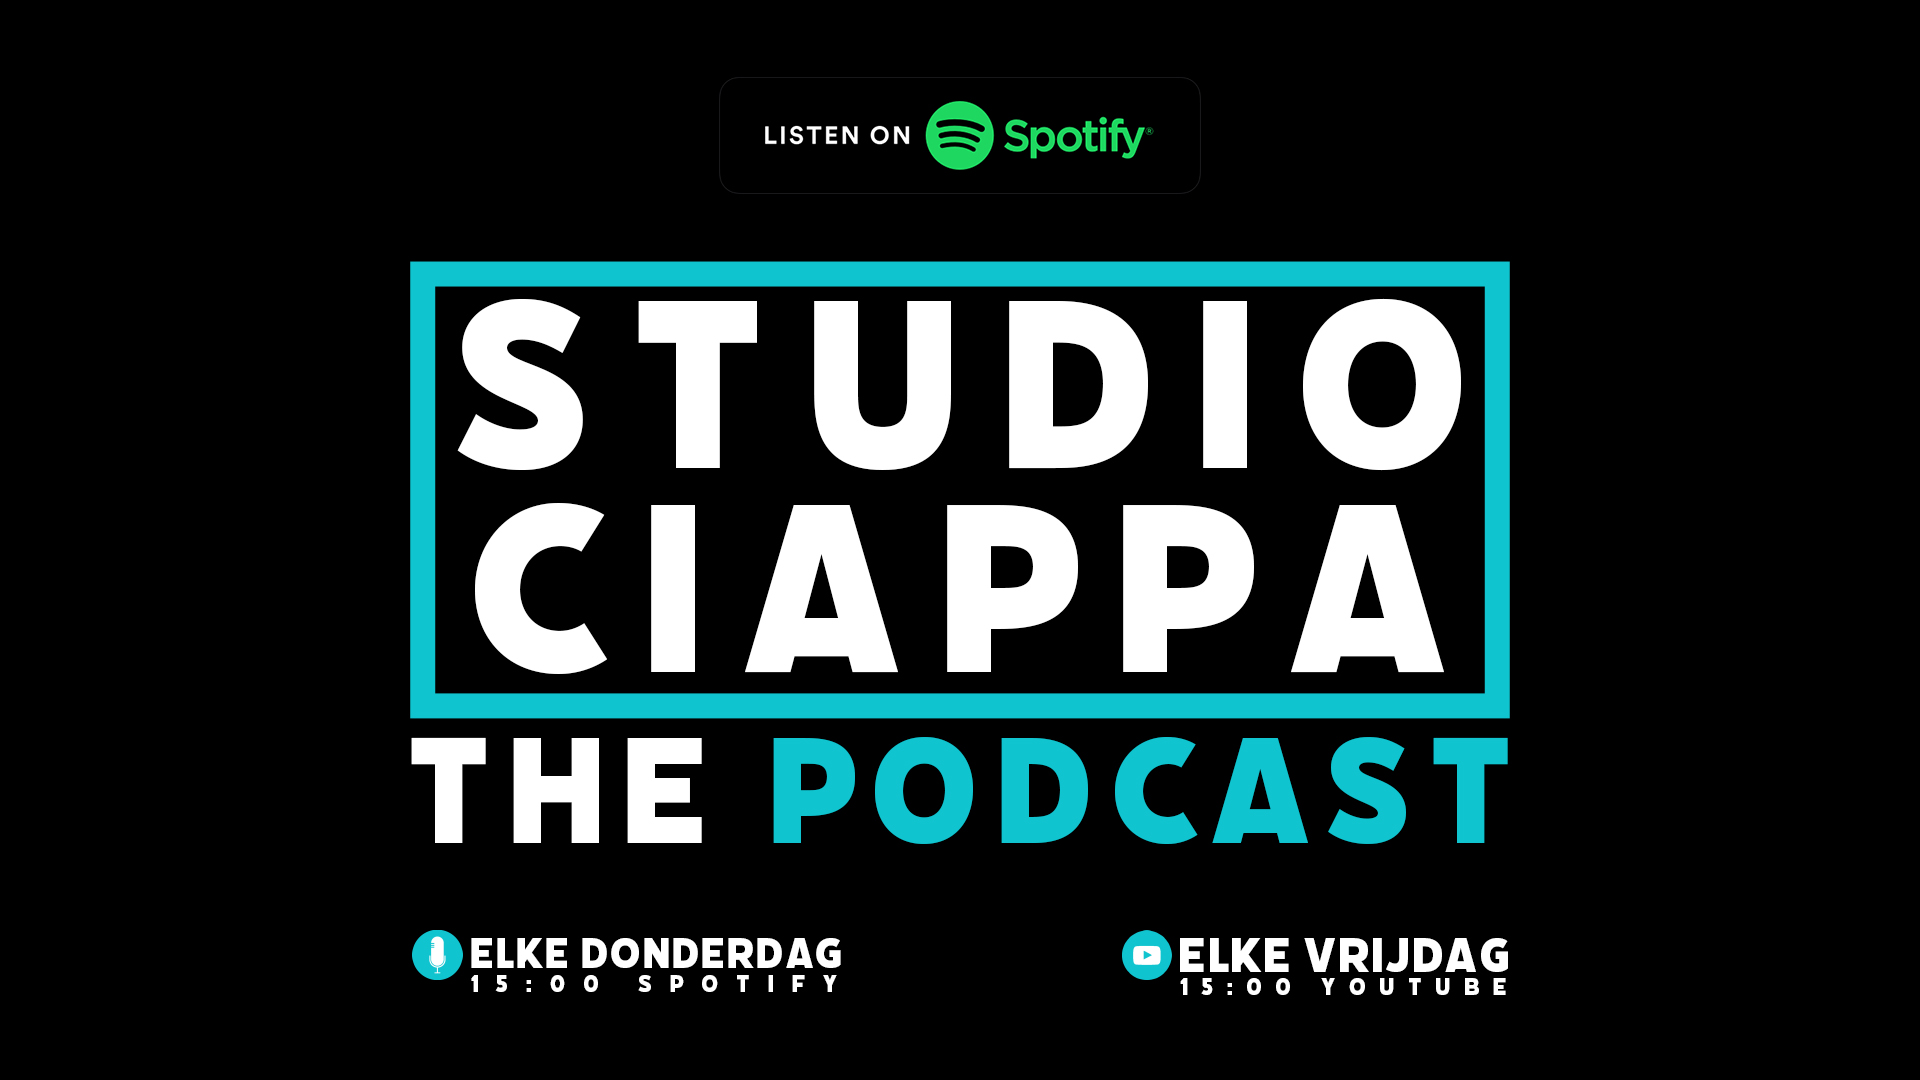 LISTEN ON Spotify®
STUDIO
CIAPPA
THE PODCAST
ELKE DONDERDAG
15:00 SPOTIFY
ELKE VRIJDAG
15:00 YOUTUBE